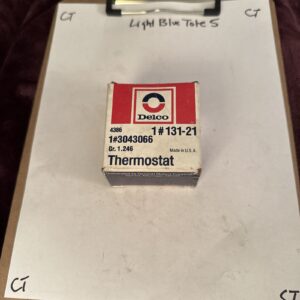 CT
Light Blue Tote 5
CT
Delco
4386
1 # 131-21
1#3043066
Gr. 1.246
Made in U.S.A.
Thermostat
CT
CT